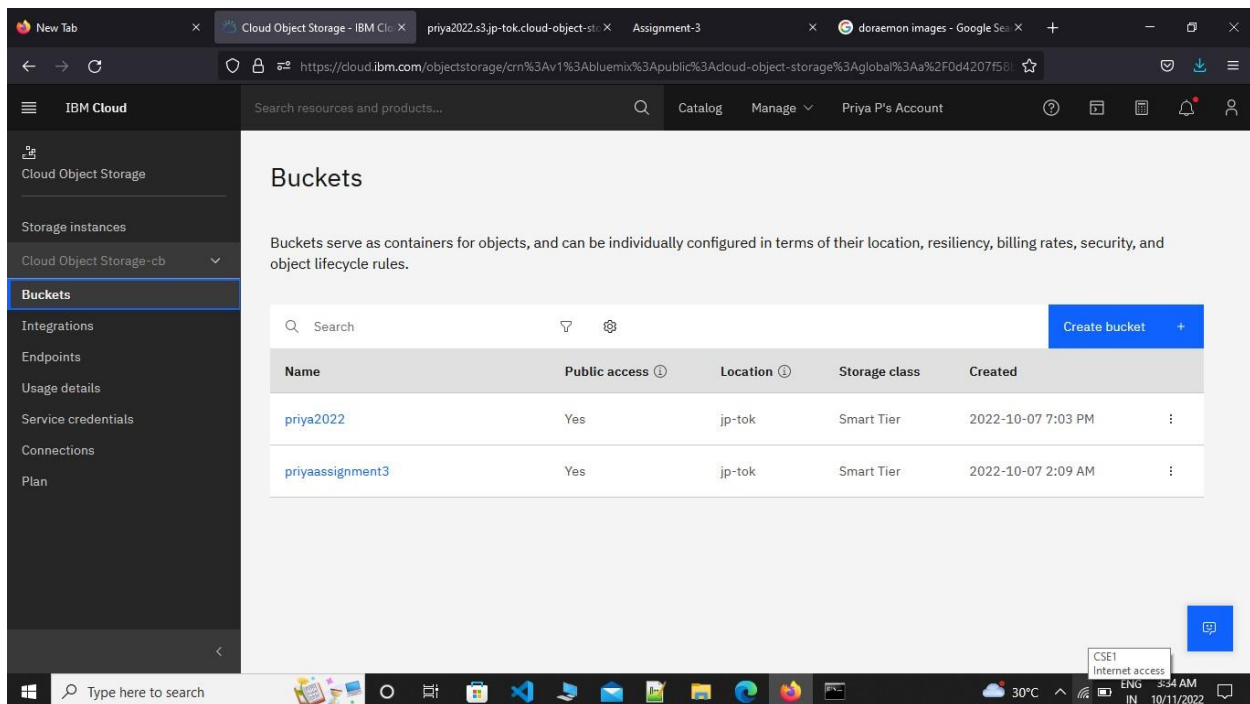 New Tab
Cloud Object Storage - IBM Clo
priya2022.s3.jp-tok.cloud-object-sto
Assignment-3
doraemon images - Google Sea
https://cloud.ibm.com/objectstorage/crn%3Av1%3Abluemix%3Apublic%3Acloud-object-storage%3Aglobal%3Aa%2F0d4207f58
IBM Cloud
Search resources and products...
Catalog
Manage
Priya P's Account
Cloud Object Storage
Storage instances
Cloud Object Storage-cb
Buckets
Integrations
Endpoints
Usage details
Service credentials
Connections
Plan
Buckets
Buckets serve as containers for objects, and can be individually configured in terms of their location, resiliency, billing rates, security, and
object lifecycle rules.
Search
Create bucket +
Name Public access Location Storage class Created
priya2022 Yes jp-tok Smart Tier 2022-10-07 7:03 PM
priyaassignment3 Yes jp-tok Smart Tier 2022-10-07 2:09 AM
CSE1
Internet access
Type here to search
30°C
ENG
IN
3:34 AM
10/11/2022